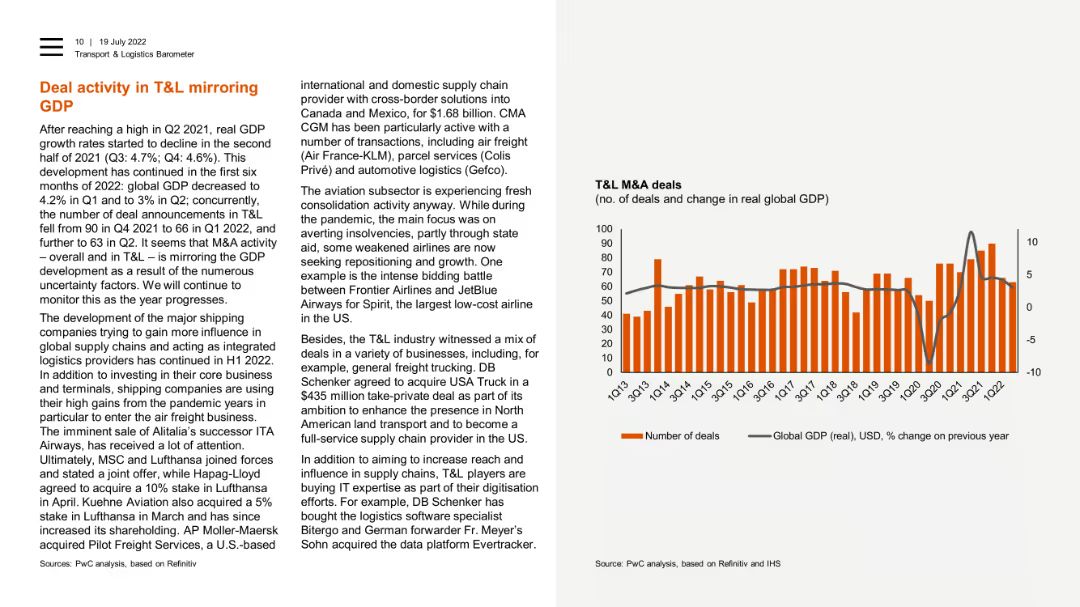 10 | 19 July 2022
Transport & Logistics Barometer
Deal activity in T&L mirroring
GDP
After reaching a high in Q2 2021, real GDP
growth rates started to decline in the second
half of 2021 (Q3: 4.7%; Q4: 4.6%). This
development has continued in the first six
months of 2022: global GDP decreased to
4.2% in Q1 and to 3% in Q2; concurrently,
the number of deal announcements in T&L
fell from 90 in Q4 2021 to 66 in Q1 2022, and
further to 63 in Q2. It seems that M&A activity
– overall and in T&L – is mirroring the GDP
development as a result of the numerous
uncertainty factors. We will continue to
monitor this as the year progresses.
The development of the major shipping
companies trying to gain more influence in
global supply chains and acting as integrated
logistics providers has continued in H1 2022.
In addition to investing in their core business
and terminals, shipping companies are using
their high gains from the pandemic years in
particular to enter the air freight business.
The imminent sale of Alitalia's successor ITA
Airways, has received a lot of attention.
Ultimately, MSC and Lufthansa joined forces
and stated a joint offer, while Hapag-Lloyd
agreed to acquire a 10% stake in Lufthansa
in April. Kuehne Aviation also acquired a 5%
stake in Lufthansa in March and has since
increased its shareholding. AP Moller-Maersk
acquired Pilot Freight Services, a U.S.-based
international and domestic supply chain
provider with cross-border solutions into
Canada and Mexico, for $1.68 billion. CMA
CGM has been particularly active with a
number of transactions, including air freight
(Air France-KLM), parcel services (Colis
Privé) and automotive logistics (Gefco).
The aviation subsector is experiencing fresh
consolidation activity anyway. While during
the pandemic, the main focus was on
averting insolvencies, partly through state
aid, some weakened airlines are now
seeking repositioning and growth. One
example is the intense bidding battle
between Frontier Airlines and JetBlue
Airways for Spirit, the largest low-cost airline
in the US.
Besides, the T&L industry witnessed a mix of
deals in a variety of businesses, including, for
example, general freight trucking. DB
Schenker agreed to acquire USA Truck in a
$435 million take-private deal as part of its
ambition to enhance the presence in North
American land transport and to become a
full-service supply chain provider in the US.
In addition to aiming to increase reach and
influence in supply chains, T&L players are
buying IT expertise as part of their digitisation
efforts. For example, DB Schenker has
bought the logistics software specialist
Bitergo and German forwarder Fr. Meyer's
Sohn acquired the data platform Evertracker.
Sources: PwC analysis, based on Refinitiv
T&L M&A deals
(no. of deals and change in real global GDP)
100
90
80
70
60
50
40
30
20
10
0
10
5
0
-5
-10
1Q13
3Q13
1Q14
3Q14
1Q15
3Q15
1Q16
3Q16
1Q17
3Q17
1Q18
3Q18
1Q19
3Q19
1Q20
3Q20
1Q21
3Q21
1Q22
Number of deals
Global GDP (real), USD, % change on previous year
Source: PwC analysis, based on Refinitiv and IHS